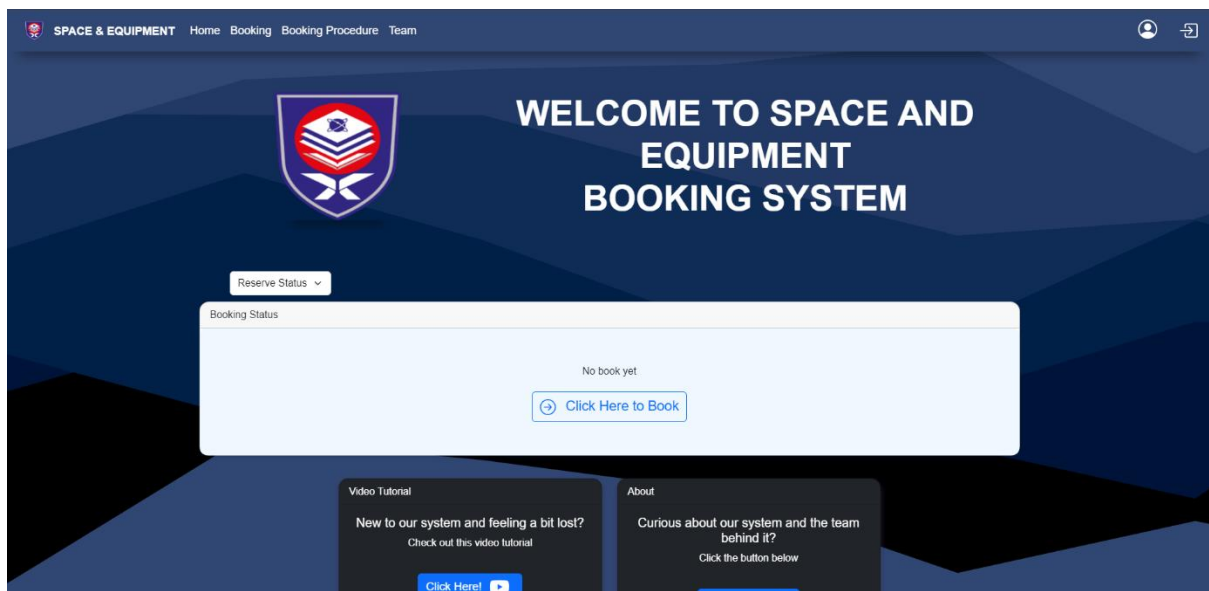 SPACE & EQUIPMENT Home Booking Booking Procedure Team
WELCOME TO SPACE AND
EQUIPMENT
BOOKING SYSTEM
Reserve Status
Booking Status
No book yet
Click Here to Book
Video Tutorial
New to our system and feeling a bit lost?
Check out this video tutorial
Click Here!
About
Curious about our system and the team
behind it?
Click the button below